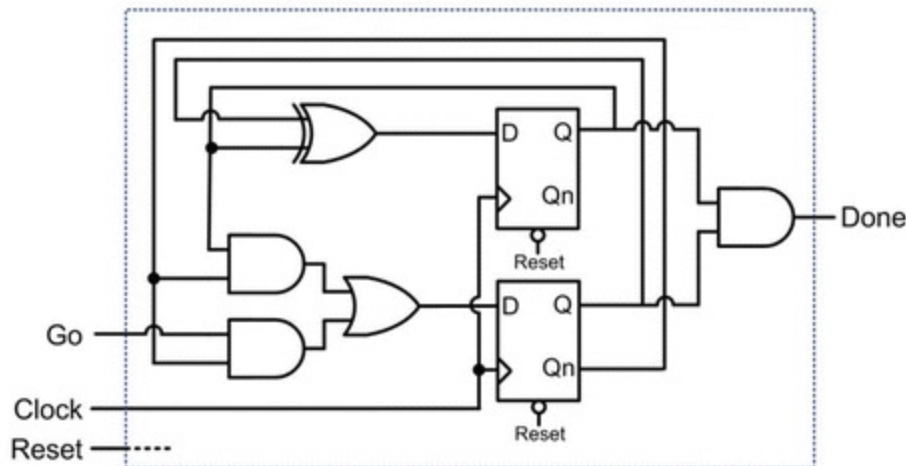 D Q
Qn
Reset
Done
D Q
Go
Qn
Clock
Reset
Reset